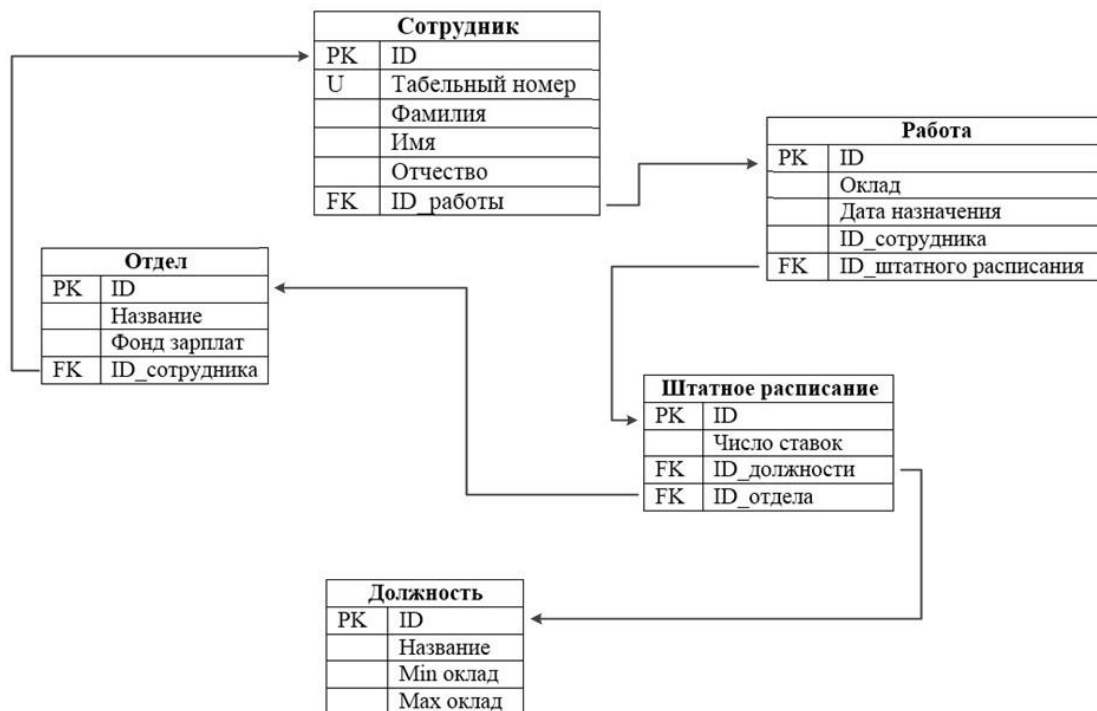 Сотрудник
PK ID
U Табельный номер
Фамилия
Имя
Отчество
FK ID_работы
Работа
PK ID
Оклад
Дата назначения
ID_сотрудника
FK ID_штатного расписания
Отдел
PK ID
Название
Фонд зарплат
FK ID_сотрудника
Штатное расписание
PK ID
Число ставок
FK ID_должности
FK ID_отдела
Должность
PK ID
Название
Min оклад
Max оклад